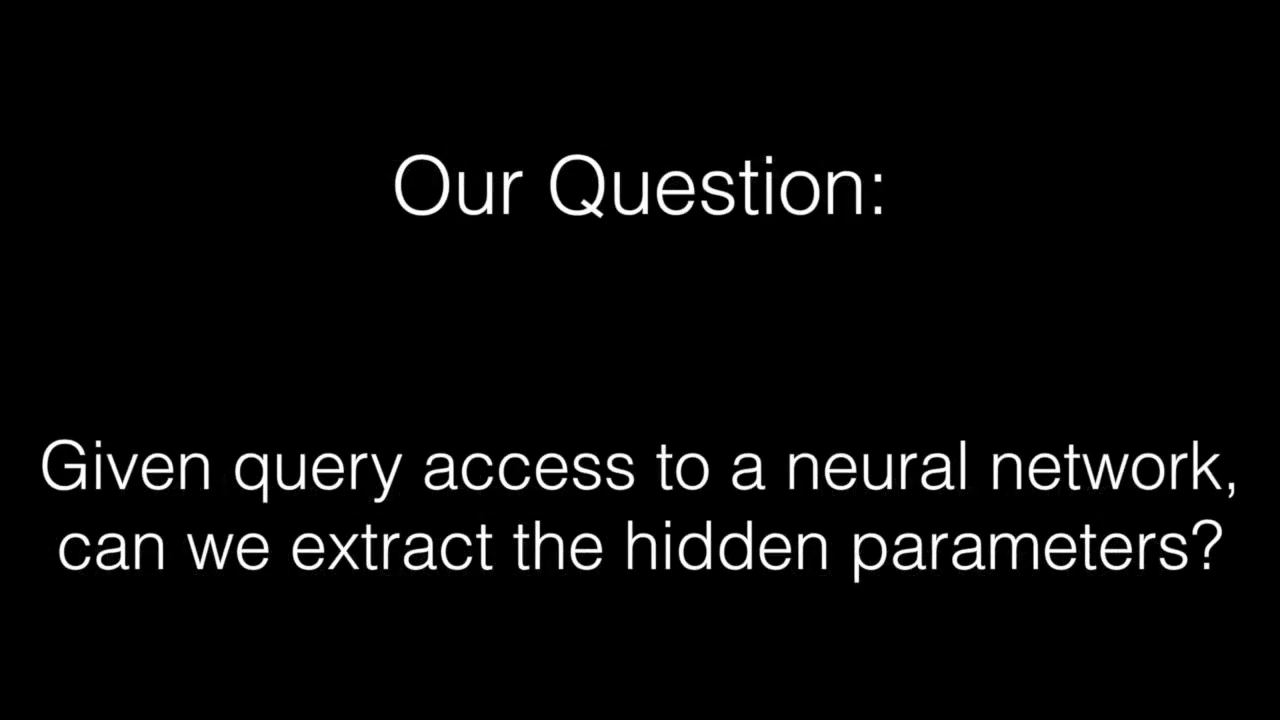 Our Question:
Given query access to a neural network,
can we extract the hidden parameters?